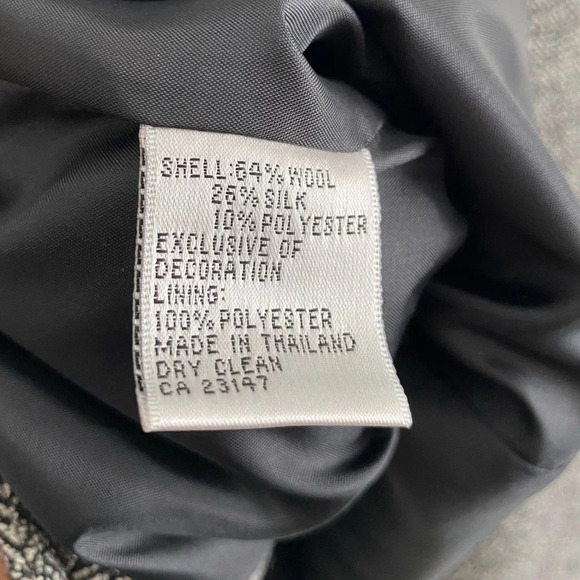 SHELL:64% WOOL
26% SILK
10% POLYESTER
EXCLUSIVE OF
DECORATION
LINING:
100% POLYESTER
MADE IN THAILAND
DRY CLEAN
CA 23147